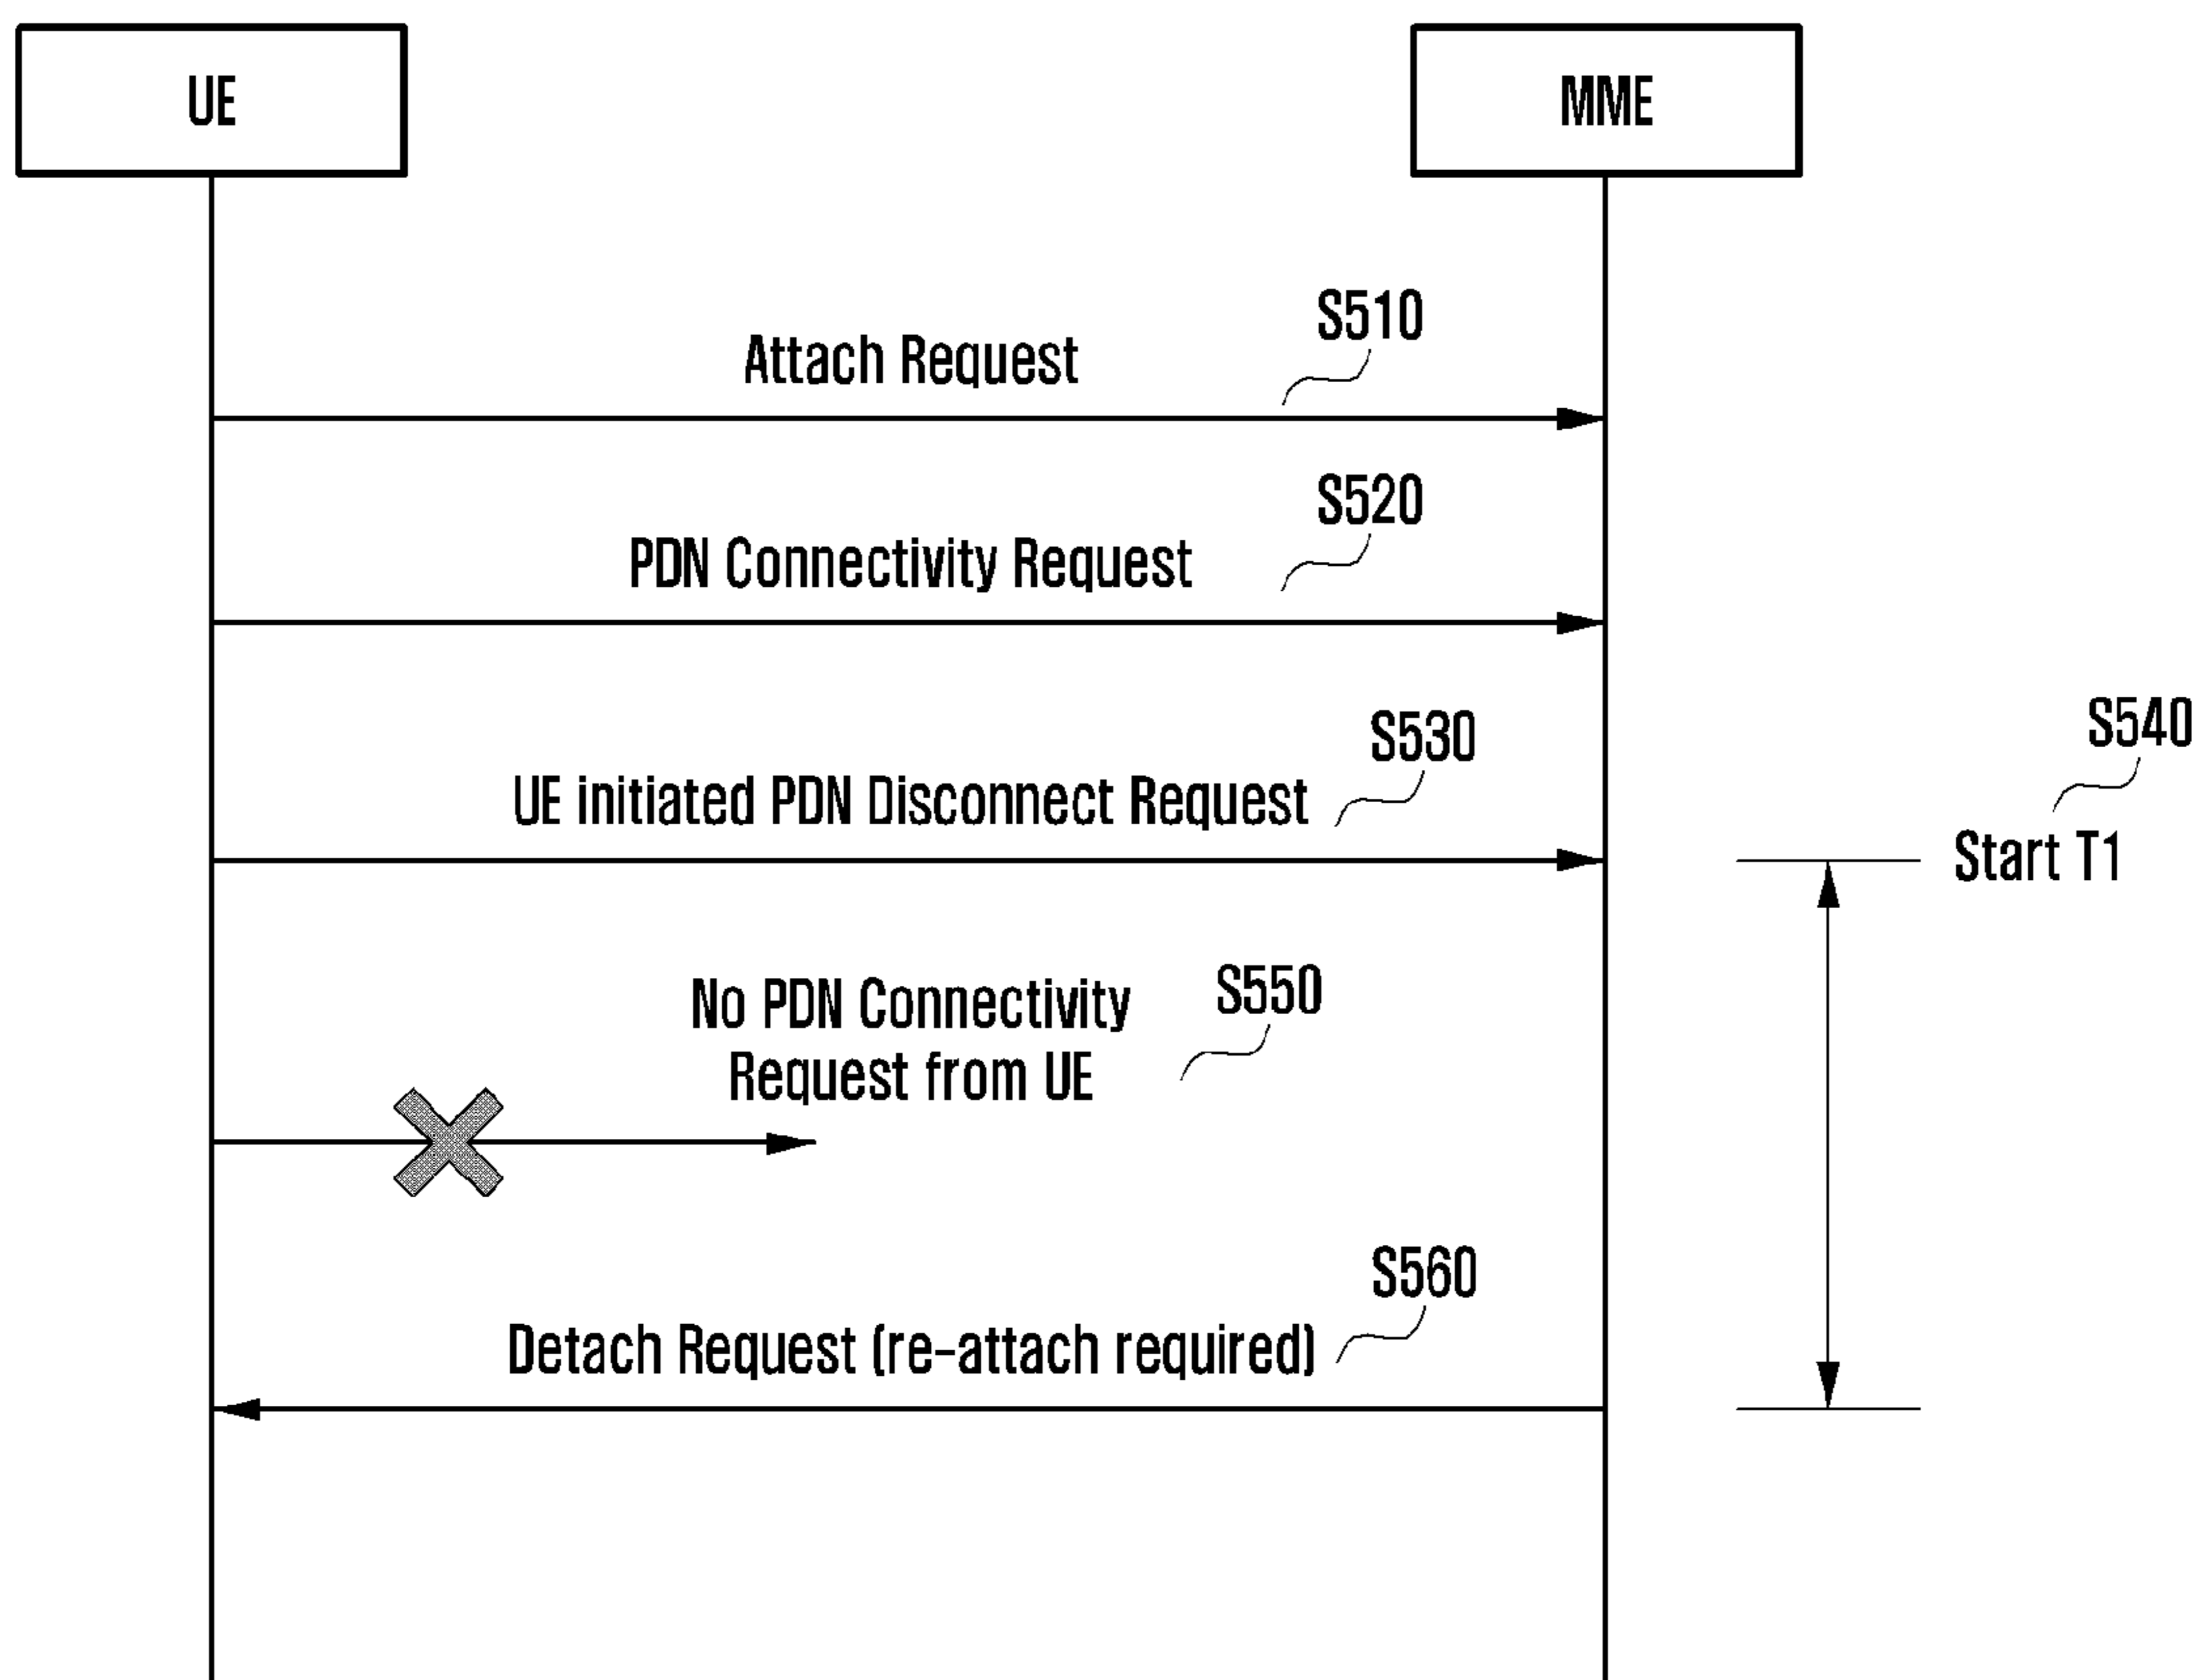 UE
MME
S510
Attach Request
S520
PDN Connectivity Request
S530
S540
UE initiated PDN Disconnect Request
Start T1
S550
No PDN Connectivity
Request from UE
S560
Detach Request (re-attach required)